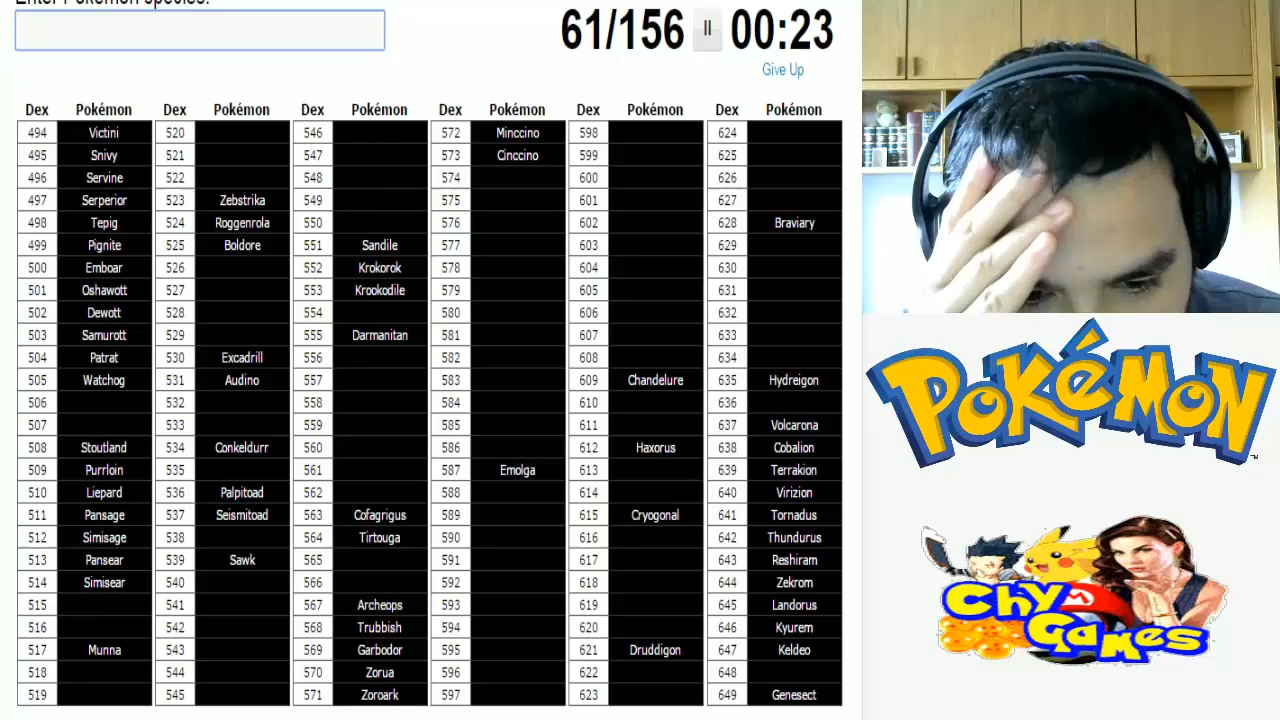 Enter Pokémon species:
61/156 II 00:23
Give Up
Dex Pokémon Dex Pokémon Dex Pokémon Dex Pokémon Dex Pokémon Dex Pokémon
494 Victini 520 546 572 Minccino 598 624
495 Snivy 521 547 573 Cinccino 599 625
496 Servine 522 548 574 600 626
497 Serperior 523 Zebstrika 549 575 601 627
498 Tepig 524 Roggenrola 550 576 602 628 Braviary
499 Pignite 525 Boldore 551 Sandile 577 603 629
500 Emboar 526 552 Krokorok 578 604 630
501 Oshawott 527 553 Krookodile 579 605 631
502 Dewott 528 554 580 606 632
503 Samurott 529 555 Darmanitan 581 607 633
504 Patrat 530 Excadrill 556 582 608 634
505 Watchog 531 Audino 557 583 609 Chandelure 635 Hydreigon
506 532 558 584 610 636
507 533 559 585 611 637 Volcarona
508 Stoutland 534 Conkeldurr 560 586 612 Haxorus 638 Cobalion
509 Purrloin 535 561 587 Emolga 613 639 Terrakion
510 Liepard 536 Palpitoad 562 588 614 640 Virizion
511 Pansage 537 Seismitoad 563 Cofagrigus 589 615 Cryogonal 641 Tornadus
512 Simisage 538 564 Tirtouga 590 616 642 Thundurus
513 Pansear 539 Sawk 565 591 617 643 Reshiram
514 Simisear 540 566 592 618 644 Zekrom
515 541 567 Archeops 593 619 645 Landorus
516 542 568 Trubbish 594 620 646 Kyurem
517 Munna 543 569 Garbodor 595 621 Druddigon 647 Keldeo
518 544 570 Zorua 596 622 648
519 545 571 Zoroark 597 623 649 Genesect
POKéMON
Chy
Games